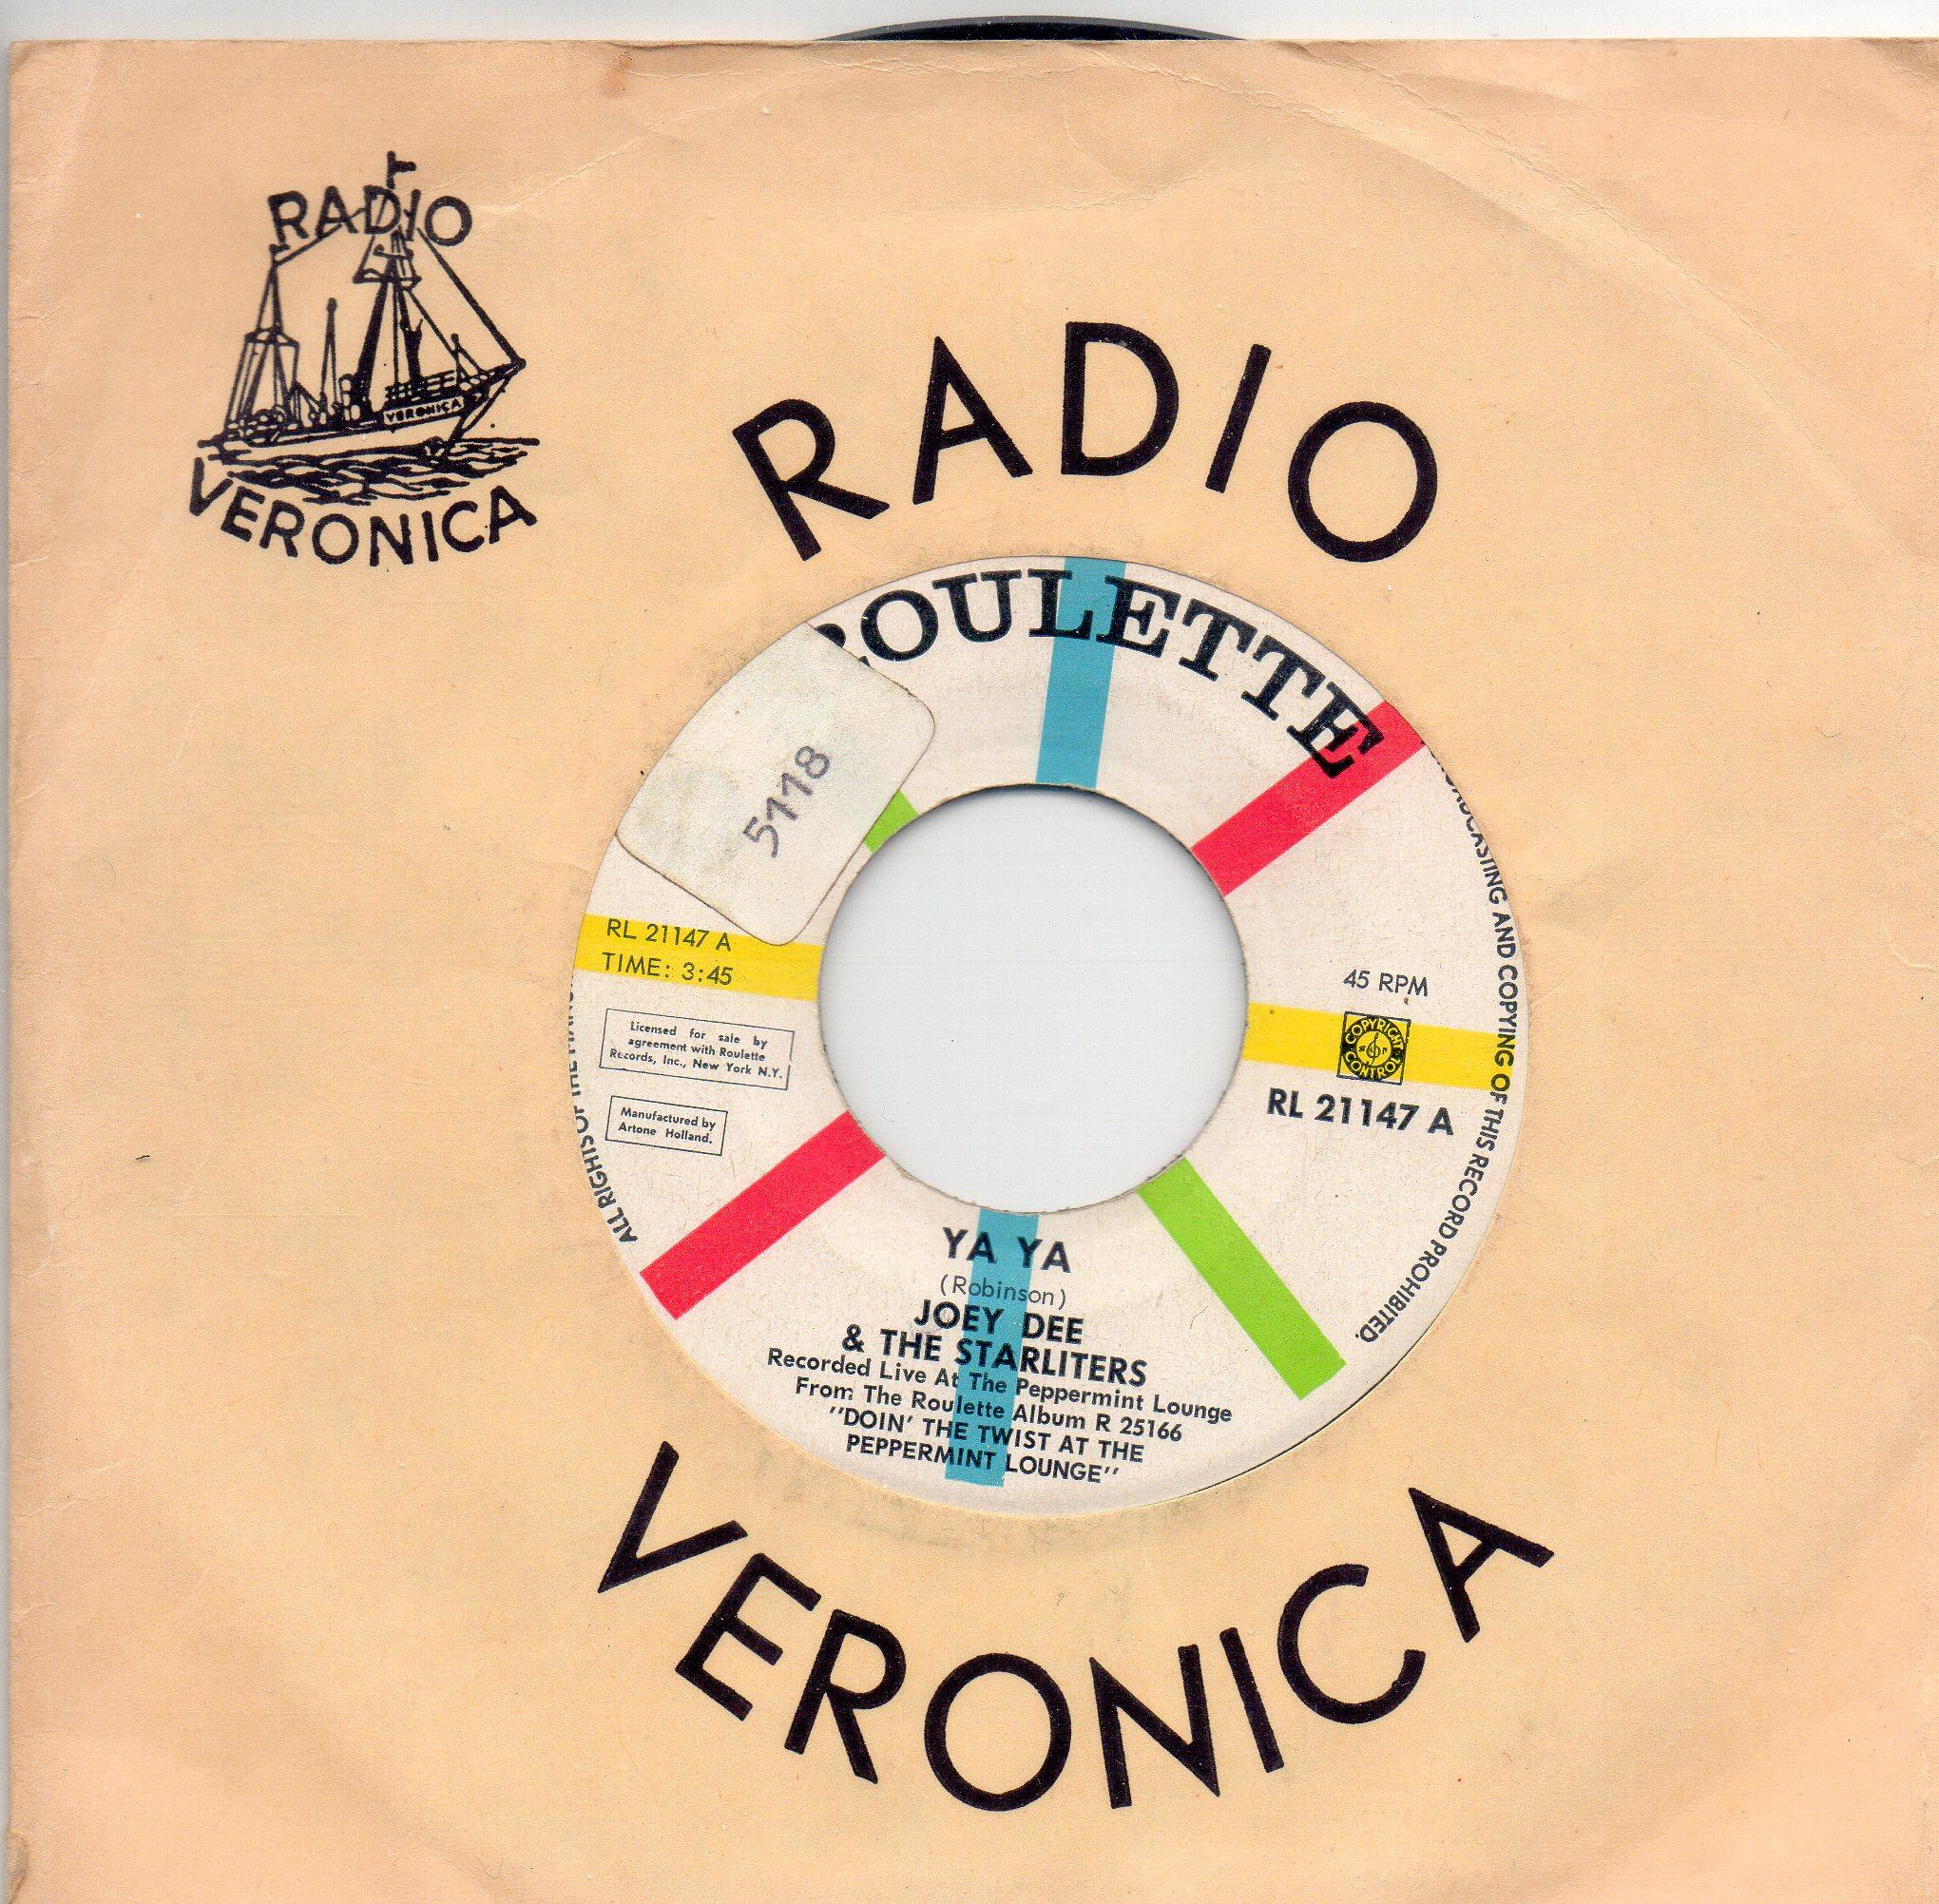 RADIO
VERONICA
VERONICA
RADIO
ROULETTE
5118
RL 21147 A
TIME: 3:45
Licensed for sale by
agreement with Roulette
Records, Inc., New York N.Y.
Manufactured by
Artone Holland.
45 RPM
COPYRIGHT
CONTROL
RL 21147 A
ALL RIGHTS OF THE
BROADCASTING AND COPYING OF THIS RECORD PROHIBITED.
YA YA
(Robinson)
JOEY DEE
& THE STARLITERS
Recorded Live At The Peppermint Lounge
From The Roulette Album R 25166
"DOIN' THE TWIST AT THE
PEPPERMINT LOUNGE"
VERONICA